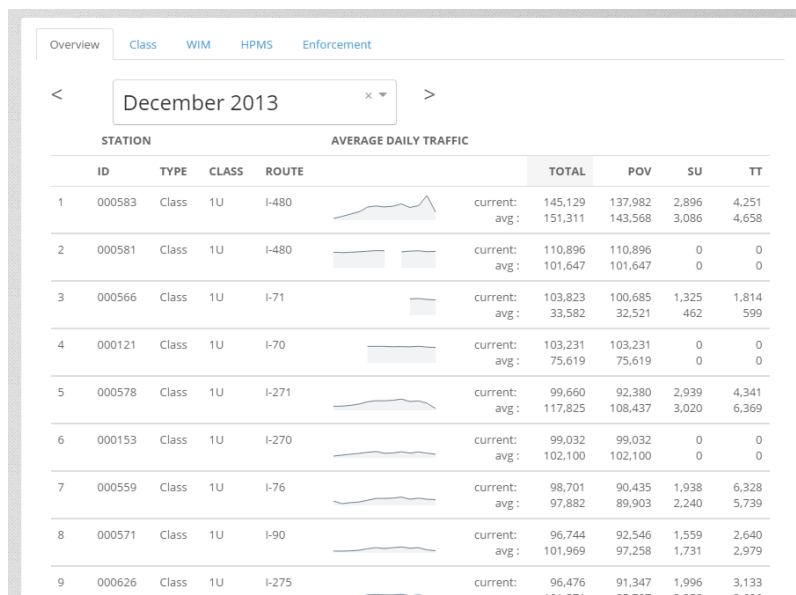 Overview Class WIM HPMS Enforcement
< December 2013 × >
STATION AVERAGE DAILY TRAFFIC
ID TYPE CLASS ROUTE TOTAL POV SU TT
1 000583 Class 1U I-480 current: 145,129 137,982 2,896 4,251
avg : 151,311 143,568 3,086 4,658
2 000581 Class 1U I-480 current: 110,896 110,896 0 0
avg : 101,647 101,647 0 0
3 000566 Class 1U I-71 current: 103,823 100,685 1,325 1,814
avg : 33,582 32,521 462 599
4 000121 Class 1U I-70 current: 103,231 103,231 0 0
avg : 75,619 75,619 0 0
5 000578 Class 1U I-271 current: 99,660 92,380 2,939 4,341
avg : 117,825 108,437 3,020 6,369
6 000153 Class 1U I-270 current: 99,032 99,032 0 0
avg : 102,100 102,100 0 0
7 000559 Class 1U I-76 current: 98,701 90,435 1,938 6,328
avg : 97,882 89,903 2,240 5,739
8 000571 Class 1U I-90 current: 96,744 92,546 1,559 2,640
avg : 101,969 97,258 1,731 2,979
9 000626 Class 1U I-275 current: 96,476 91,347 1,996 3,133